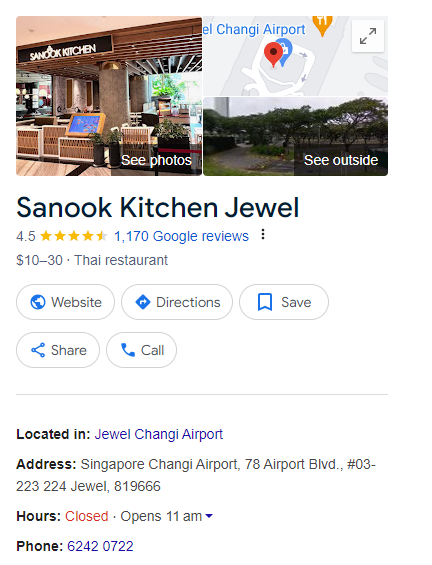 SANOOK KITCHEN
el Changi Airport
See photos
See outside
Sanook Kitchen Jewel
4.5 1,170 Google reviews
$10–30 · Thai restaurant
Website Directions Save
Share Call
Located in: Jewel Changi Airport
Address: Singapore Changi Airport, 78 Airport Blvd., #03-
223 224 Jewel, 819666
Hours: Closed · Opens 11 am
Phone: 6242 0722